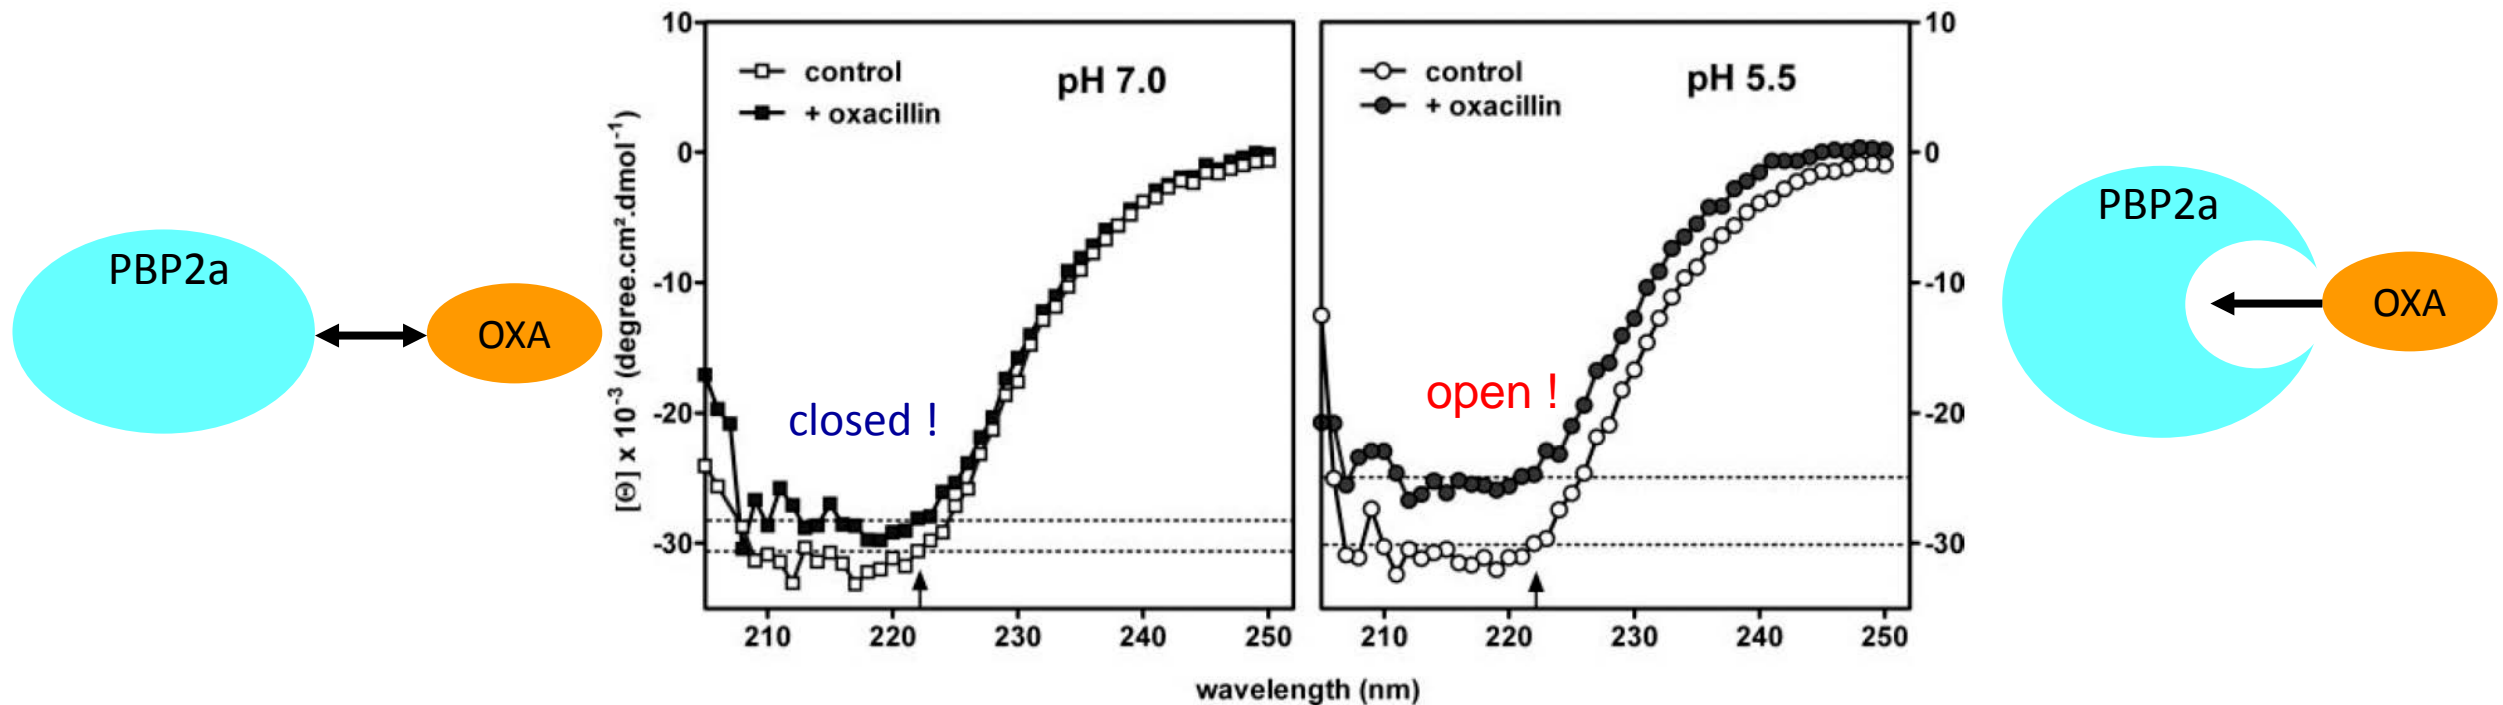 PBP2a
OXA
[Θ] x 10⁻³ (degree.cm².dmol⁻¹)
10
0
-10
-20
-30
control
+ oxacillin
pH 7.0
closed !
210 220 230 240 250
control
+ oxacillin
pH 5.5
open !
210 220 230 240 250
10
0
-10
-20
-30
wavelength (nm)
PBP2a
OXA